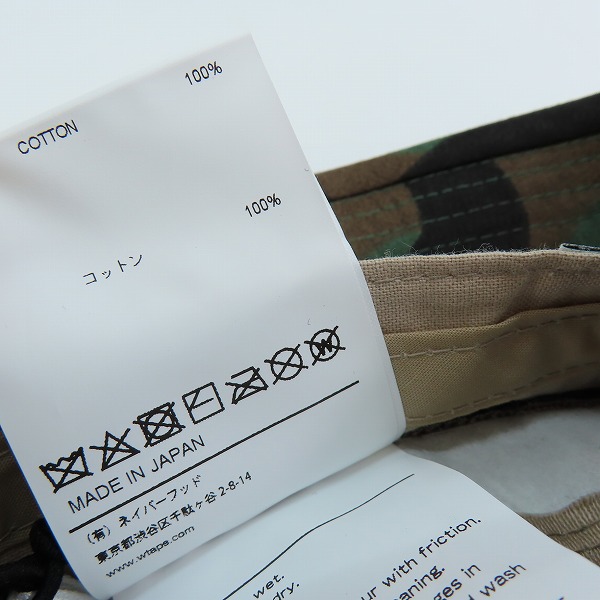 COTTON 100%
コットン 100%
MADE IN JAPAN
(有) ネイバーフッド
東京都渋谷区千駄ヶ谷 2-8-14
www.wtaps.com
wet.
dry.
ur with friction.
eaning.
ges in
d wash